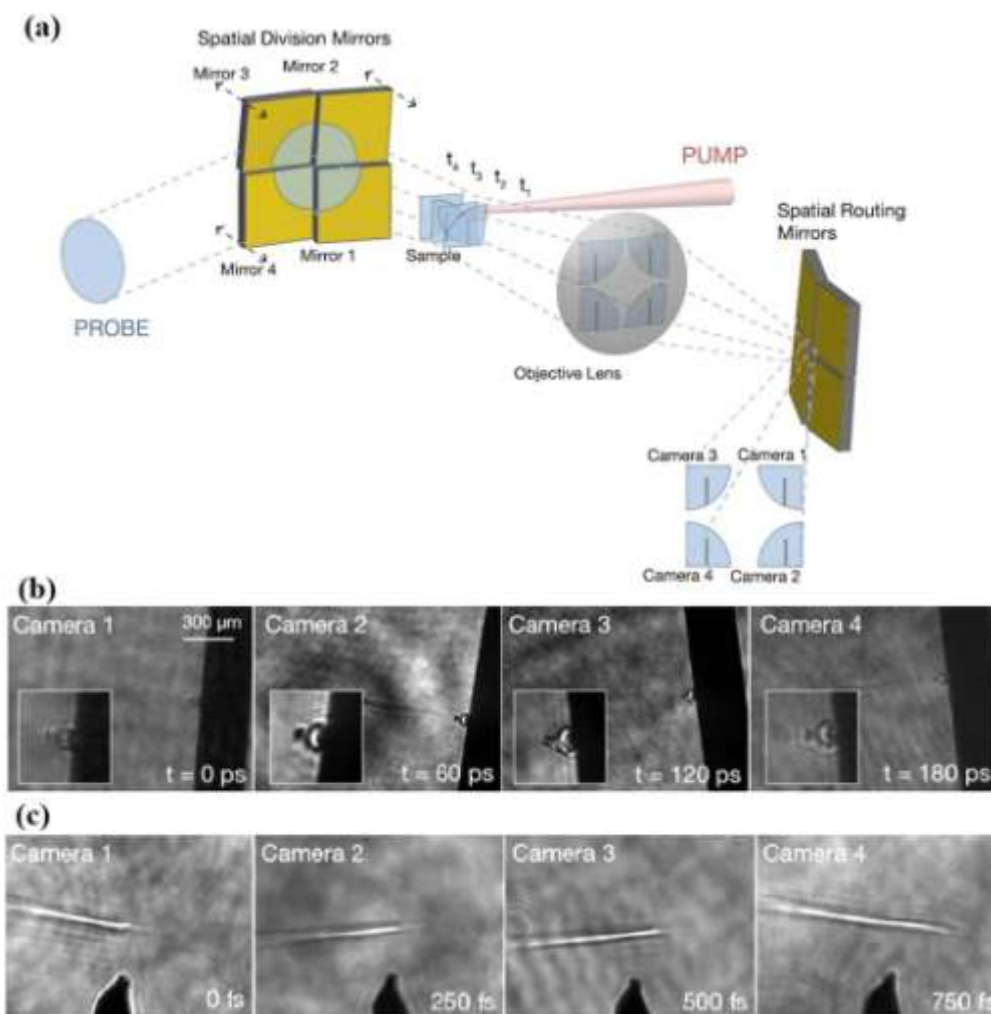 (a)
Spatial Division Mirrors
Mirror 3
Mirror 2
Mirror 4
Mirror 1
PROBE
t₄
t₃
t₂
t₁
PUMP
Sample
Objective Lens
Spatial Routing
Mirrors
Camera 3
Camera 1
Camera 4
Camera 2
(b)
Camera 1
300 µm
t = 0 ps
Camera 2
t = 60 ps
Camera 3
t = 120 ps
Camera 4
t = 180 ps
(c)
Camera 1
0 fs
Camera 2
250 fs
Camera 3
500 fs
Camera 4
750 fs